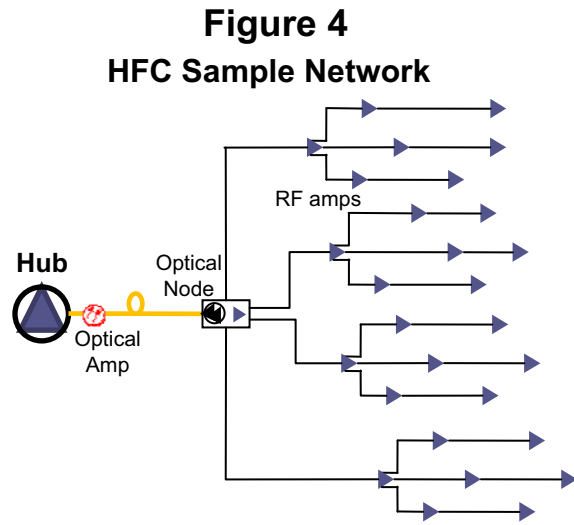 Figure 4
HFC Sample Network
RF amps
Hub
Optical
Node
Optical
Amp